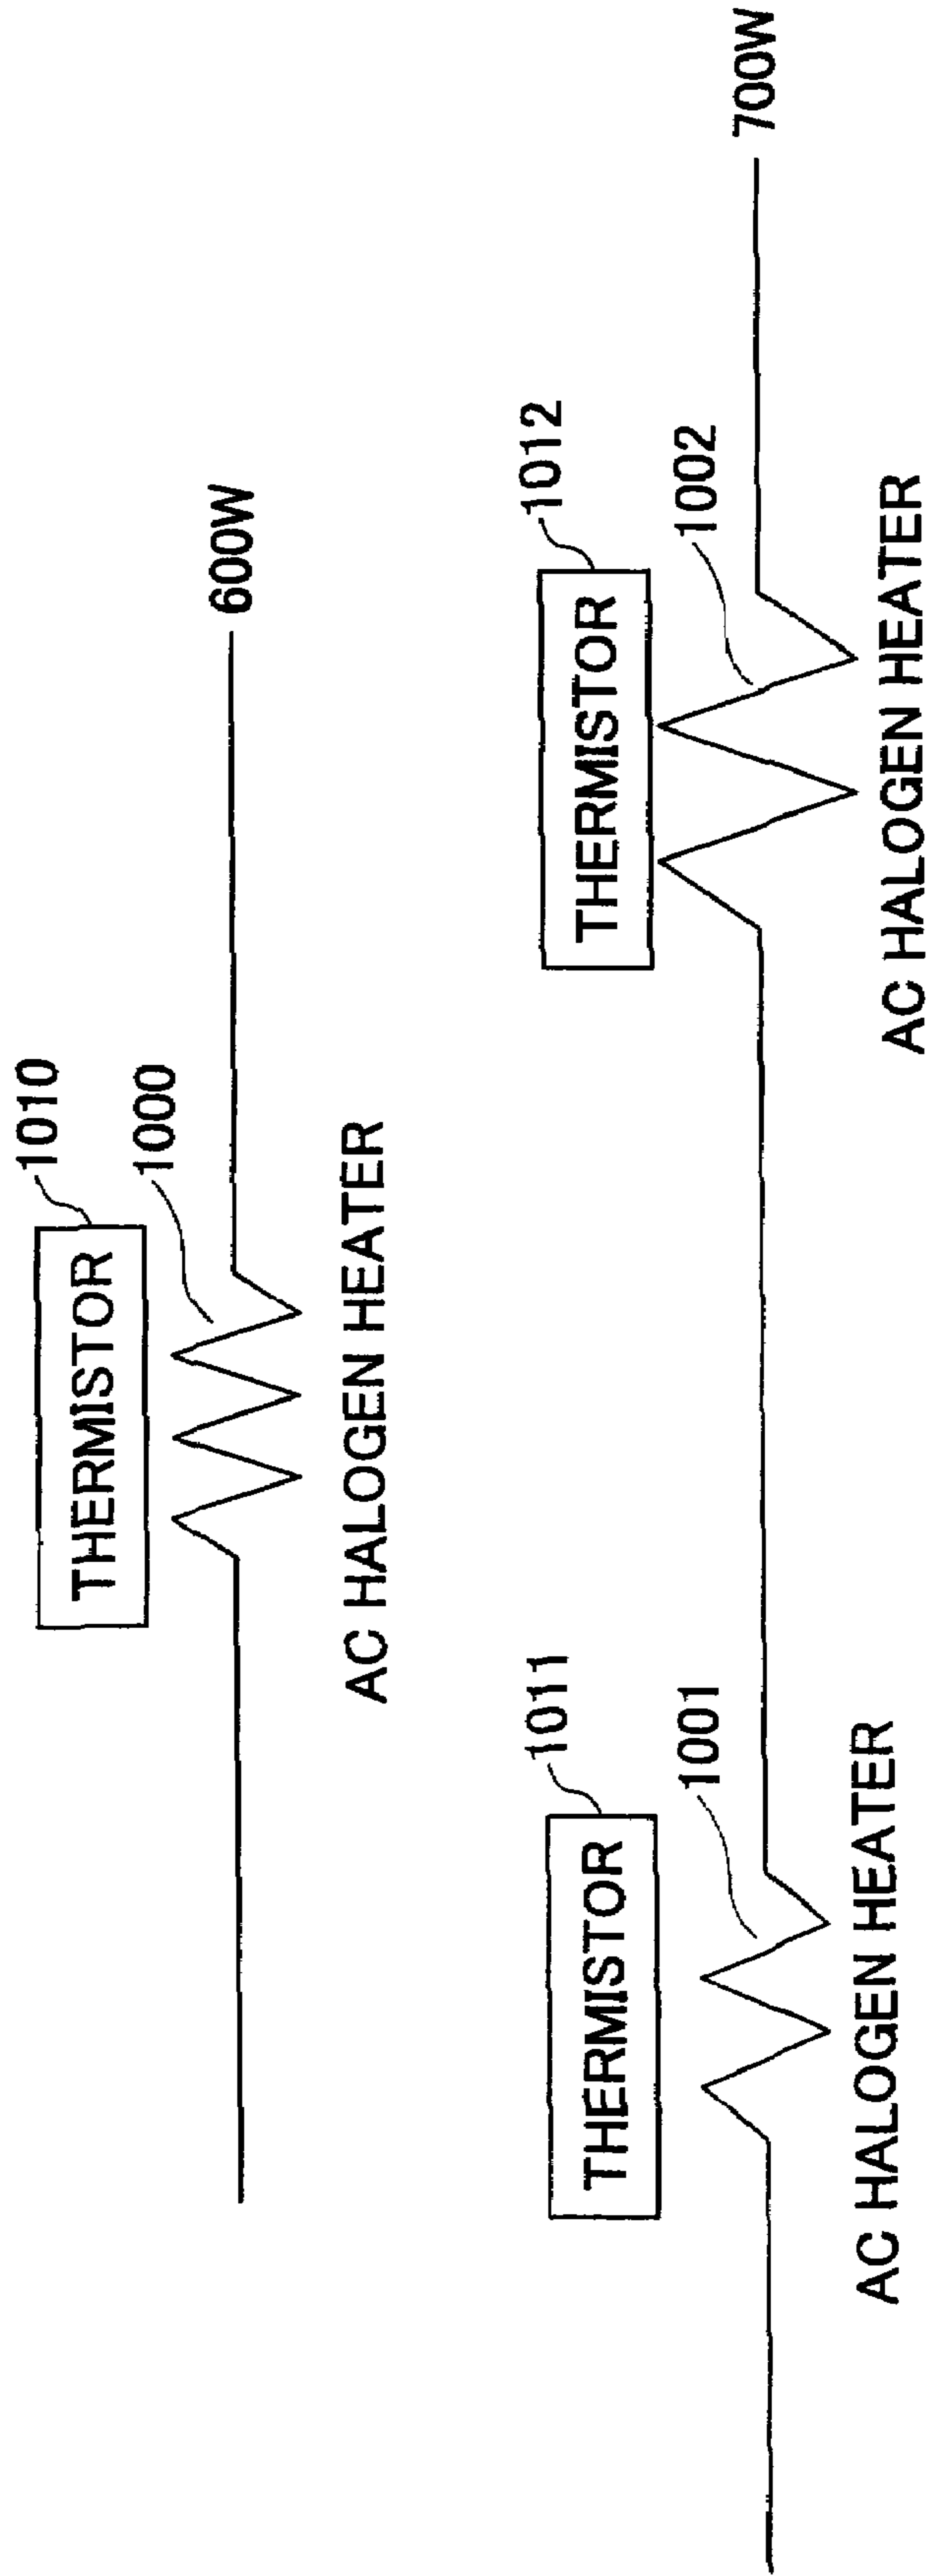 1010
THERMISTOR
1000
600W
AC HALOGEN HEATER
1011
THERMISTOR
1001
AC HALOGEN HEATER
1012
THERMISTOR
1002
700W
AC HALOGEN HEATER